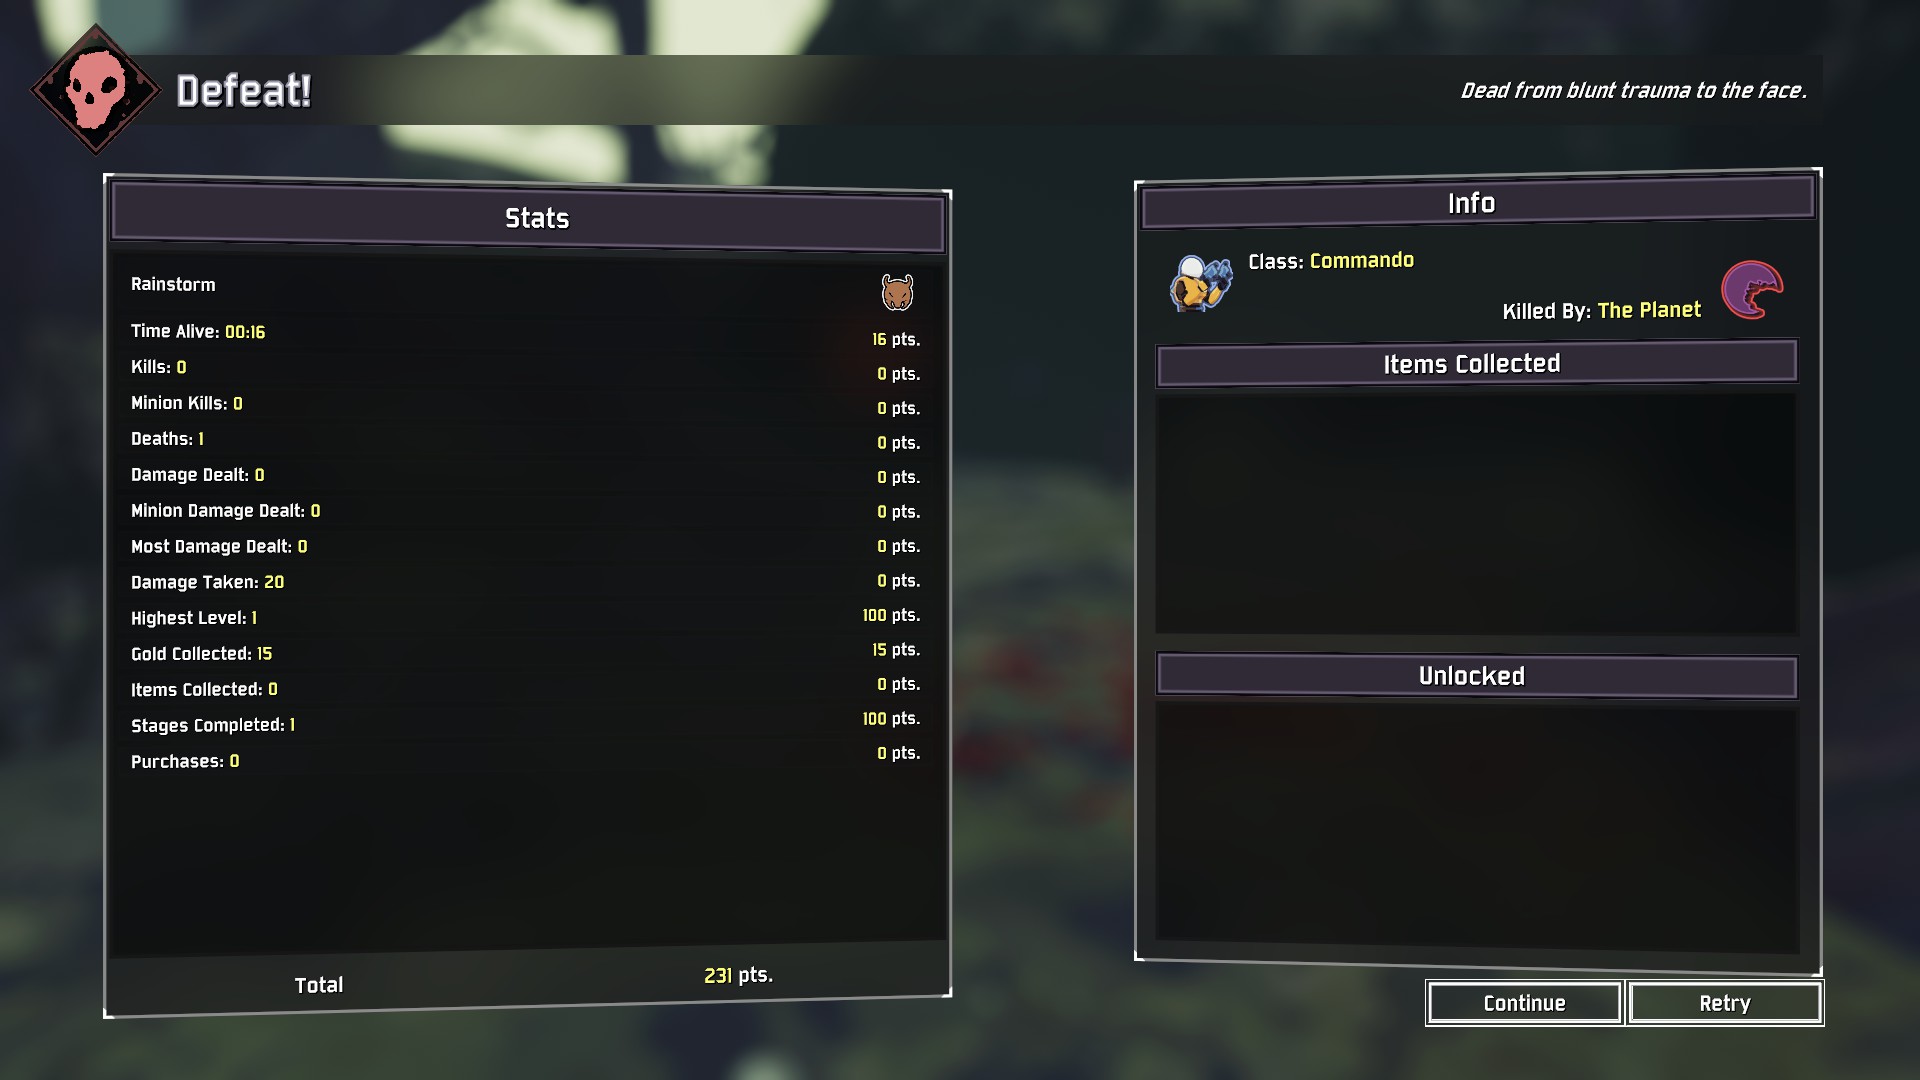 Defeat!
Dead from blunt trauma to the face.
Stats
Rainstorm
Time Alive: 00:16 16 pts.
Kills: 0 0 pts.
Minion Kills: 0 0 pts.
Deaths: 1 0 pts.
Damage Dealt: 0 0 pts.
Minion Damage Dealt: 0 0 pts.
Most Damage Dealt: 0 0 pts.
Damage Taken: 20 0 pts.
Highest Level: 1 100 pts.
Gold Collected: 15 15 pts.
Items Collected: 0 0 pts.
Stages Completed: 1 100 pts.
Purchases: 0 0 pts.
Total 231 pts.
Info
Class: Commando
Killed By: The Planet
Items Collected
Unlocked
Continue
Retry